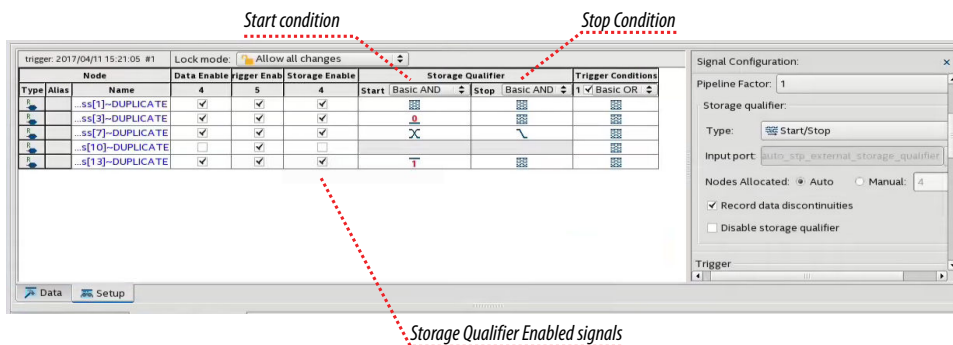 Start condition
Stop Condition
trigger: 2017/04/11 15:21:05 #1
Lock mode: Allow all changes
Node
Data Enable
rigger Enab
Storage Enable
Storage Qualifier
Trigger Conditions
Type Alias Name 4 5 4 Start Basic AND Stop Basic AND 1 Basic OR
...ss[1]~DUPLICATE
...ss[3]~DUPLICATE 0
...ss[7]~DUPLICATE
...s[10]~DUPLICATE
...s[13]~DUPLICATE 1
Data
Setup
Signal Configuration:
Pipeline Factor: 1
Storage qualifier:
Type: Start/Stop
Input port: auto_stp_external_storage_qualifier
Nodes Allocated: Auto Manual: 4
Record data discontinuities
Disable storage qualifier
Trigger
Storage Qualifier Enabled signals